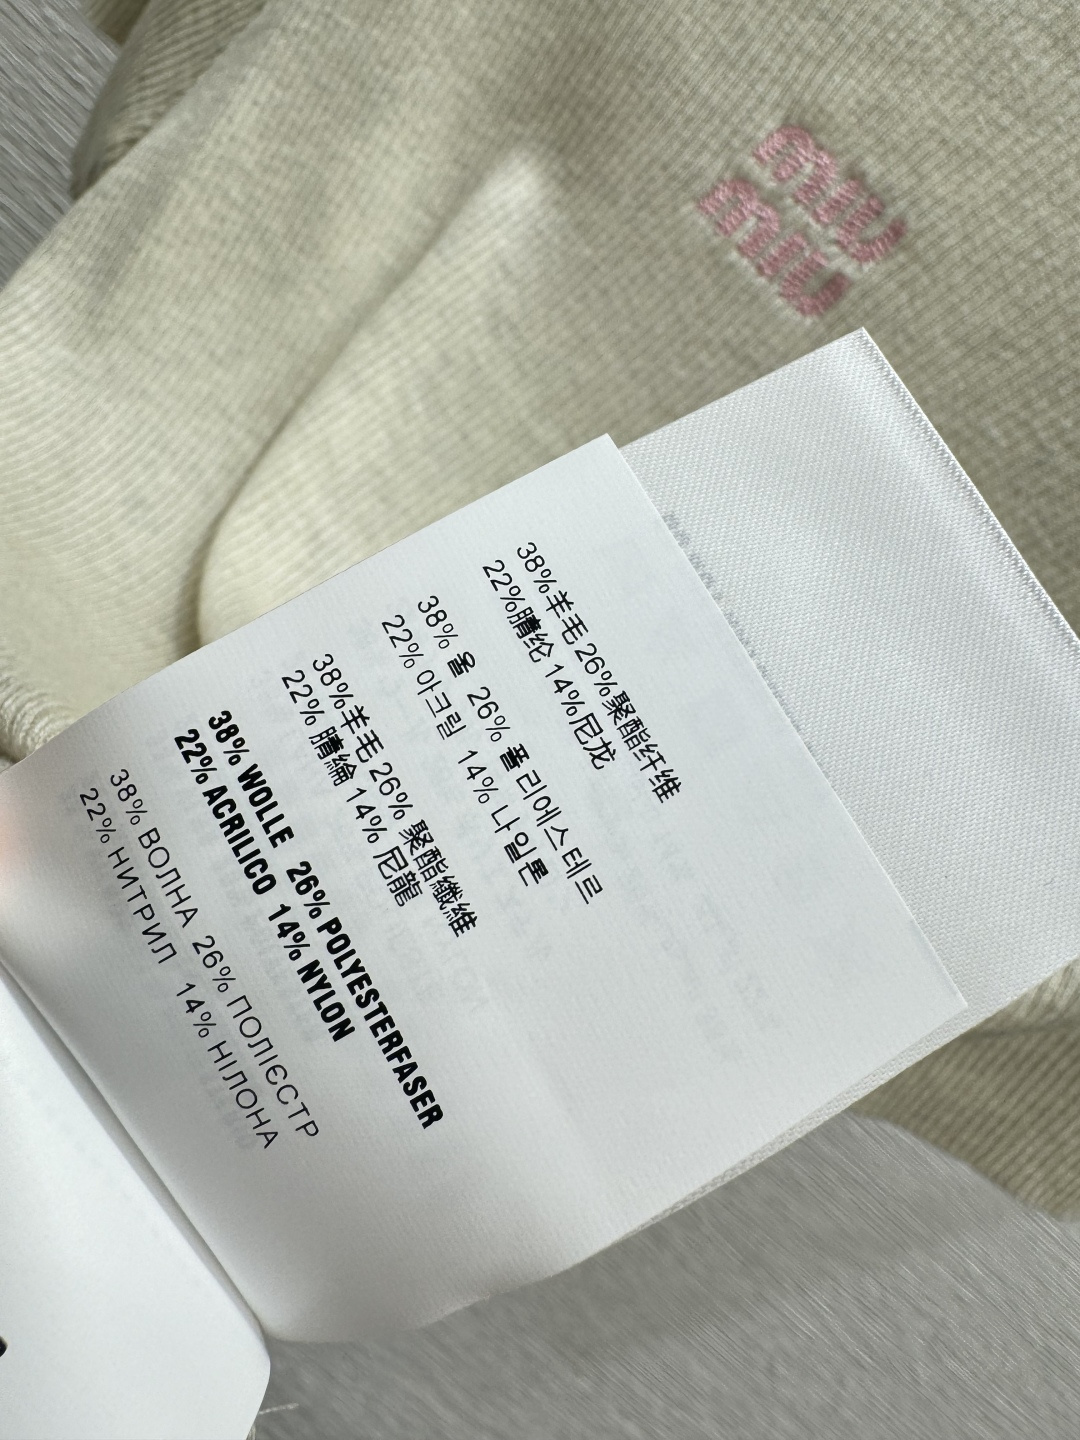 miu
miu
38%羊毛 26%聚酯纤维
22%腈纶 14%尼龙
38% 울 26% 폴리에스테르
22% 아크릴 14% 나일론
38%羊毛 26% 聚酯纖維
22% 腈綸 14% 尼龍
38% WOLLE 26% POLYESTERFASER
22% ACRILICO 14% NYLON
38% ВОЛНА 26% ПОЛІЄСТР
22% НИТРИЛ 14% НІЛОНА